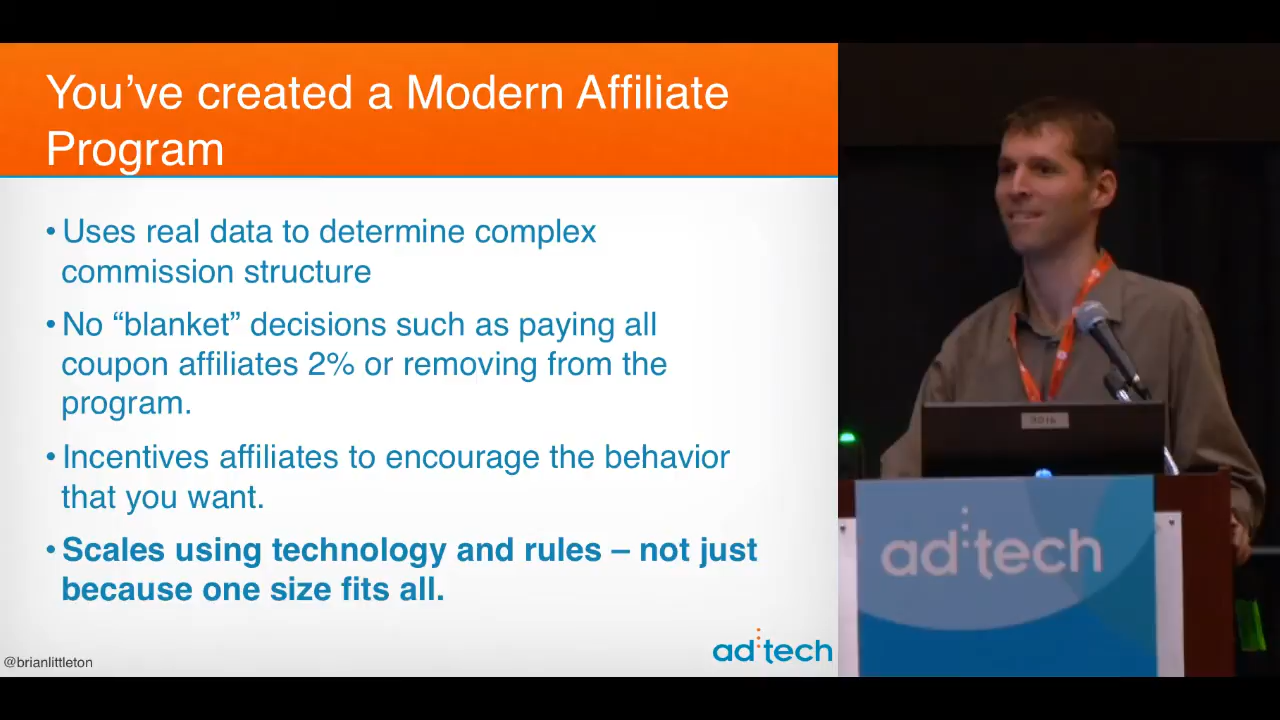 You’ve created a Modern Affiliate
Program
• Uses real data to determine complex
commission structure
• No “blanket” decisions such as paying all
coupon affiliates 2% or removing from the
program.
• Incentives affiliates to encourage the behavior
that you want.
• Scales using technology and rules – not just
because one size fits all.
@brianlittleton
ad:tech
ad:tech